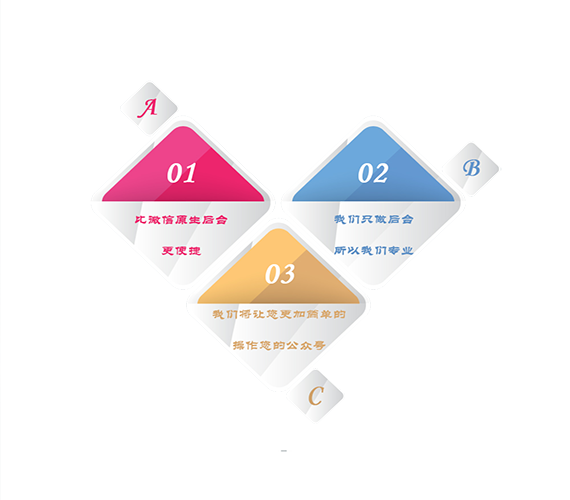 A
01
比微信原生后台
更便捷
B
02
我们只做后台
所以我们专业
03
我们将让您更加简单的
操作您的公众号
C